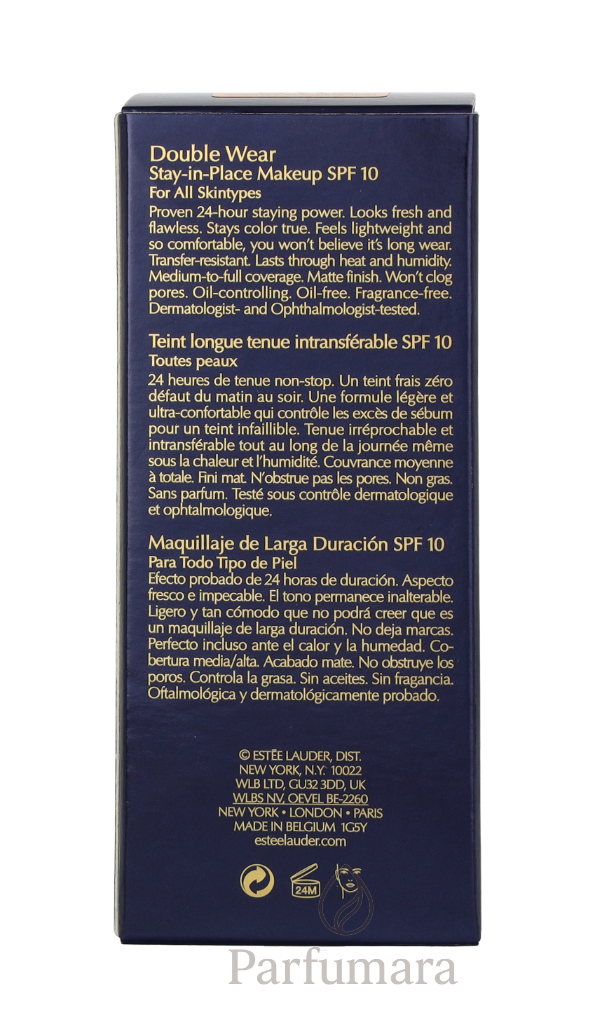 Double Wear
Stay-in-Place Makeup SPF 10
For All Skintypes
Proven 24-hour staying power. Looks fresh and
flawless. Stays color true. Feels lightweight and
so comfortable, you won't believe it's long wear.
Transfer-resistant. Lasts through heat and humidity.
Medium-to-full coverage. Matte finish. Won't clog
pores. Oil-controlling. Oil-free. Fragrance-free.
Dermatologist- and Ophthalmologist-tested.
Teint longue tenue intransférable SPF 10
Toutes peaux
24 heures de tenue non-stop. Un teint frais zéro
défaut du matin au soir. Une formule légère et
ultra-confortable qui contrôle les excès de sébum
pour un teint infaillible. Tenue irréprochable et
intransférable tout au long de la journée même
sous la chaleur et l'humidité. Couvrance moyenne
à totale. Fini mat. N'obstrue pas les pores. Non gras.
Sans parfum. Testé sous contrôle dermatologique
et ophtalmologique.
Maquillaje de Larga Duración SPF 10
Para Todo Tipo de Piel
Efecto probado de 24 horas de duración. Aspecto
fresco e impecable. El tono permanece inalterable.
Ligero y tan cómodo que no podrá creer que es
un maquillaje de larga duración. No deja marcas.
Perfecto incluso ante el calor y la humedad. Co-
bertura media/alta. Acabado mate. No obstruye los
poros. Controla la grasa. Sin aceites. Sin fragancia.
Oftalmológica y dermatológicamente probado.
© ESTĒE LAUDER, DIST.
NEW YORK, N.Y. 10022
WLB LTD, GU32 3DD, UK
WLBS NV, OEVEL BE-2260
NEW YORK • LONDON • PARIS
MADE IN BELGIUM 1G5Y
esteelauder.com
24M
Parfumara